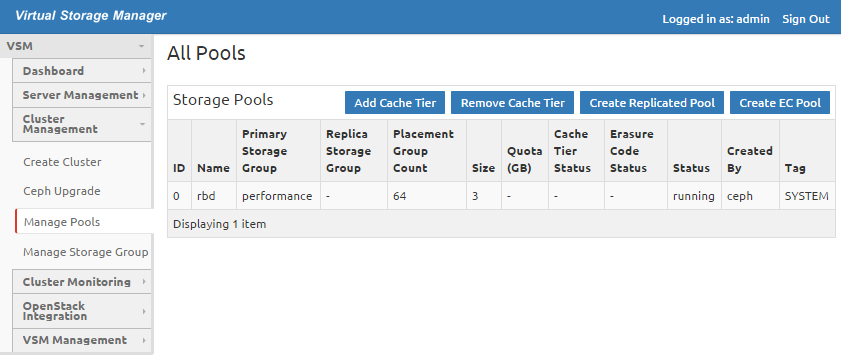 Virtual Storage Manager
Logged in as: admin Sign Out
VSM
Dashboard
Server Management
Cluster
Management
Create Cluster
Ceph Upgrade
Manage Pools
Manage Storage Group
Cluster Monitoring
OpenStack
Integration
VSM Management
All Pools
Storage Pools Add Cache Tier Remove Cache Tier Create Replicated Pool Create EC Pool
ID Name Primary Storage Group Replica Storage Group Placement Group Count Size Quota (GB) Cache Tier Status Erasure Code Status Status Created By Tag
0 rbd performance - 64 3 - - - running ceph SYSTEM
Displaying 1 item